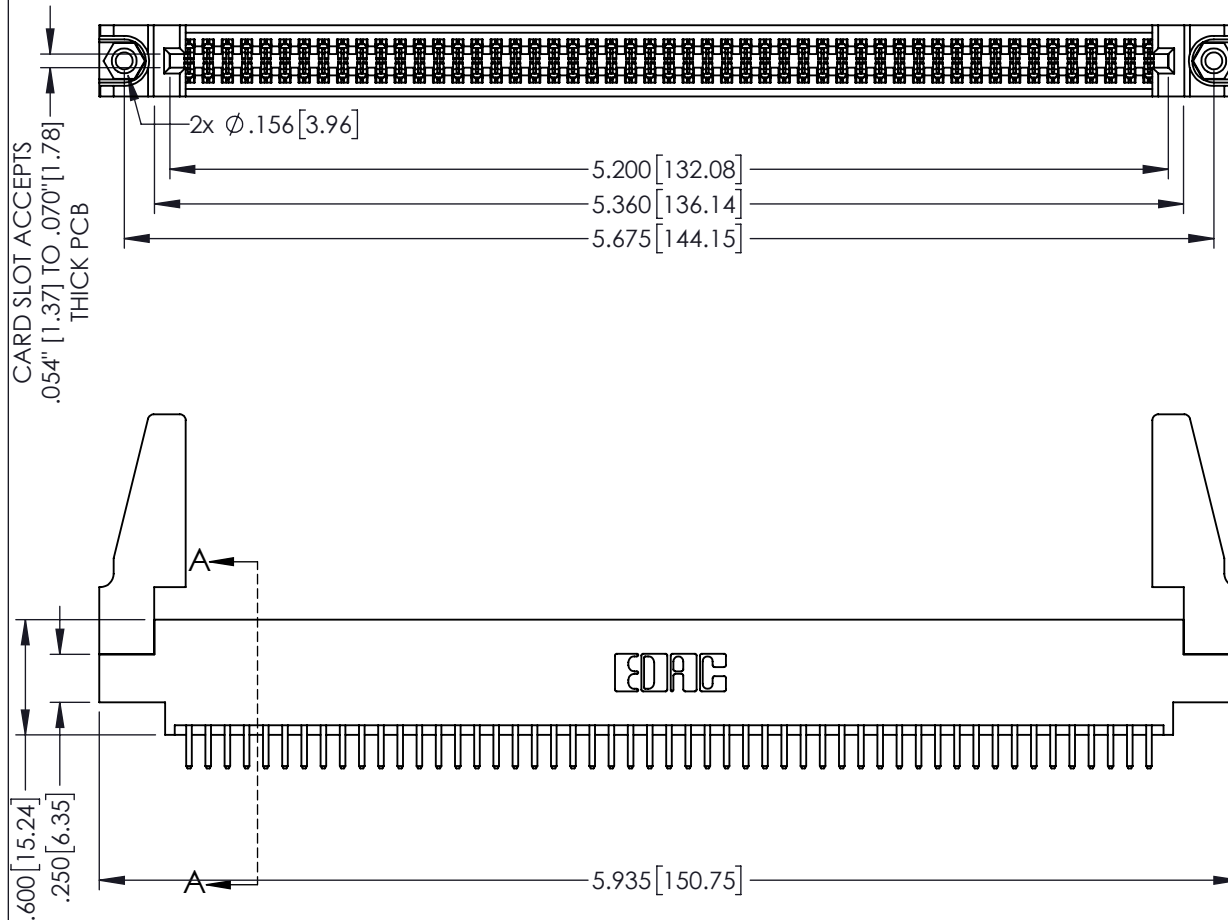 2x Ø.156[3.96]
5.200[132.08]
5.360[136.14]
5.675[144.15]
CARD SLOT ACCEPTS
.054" [1.37] TO .070"[1.78]
THICK PCB
A
EDAC
.600[15.24]
.250[6.35]
A
5.935[150.75]